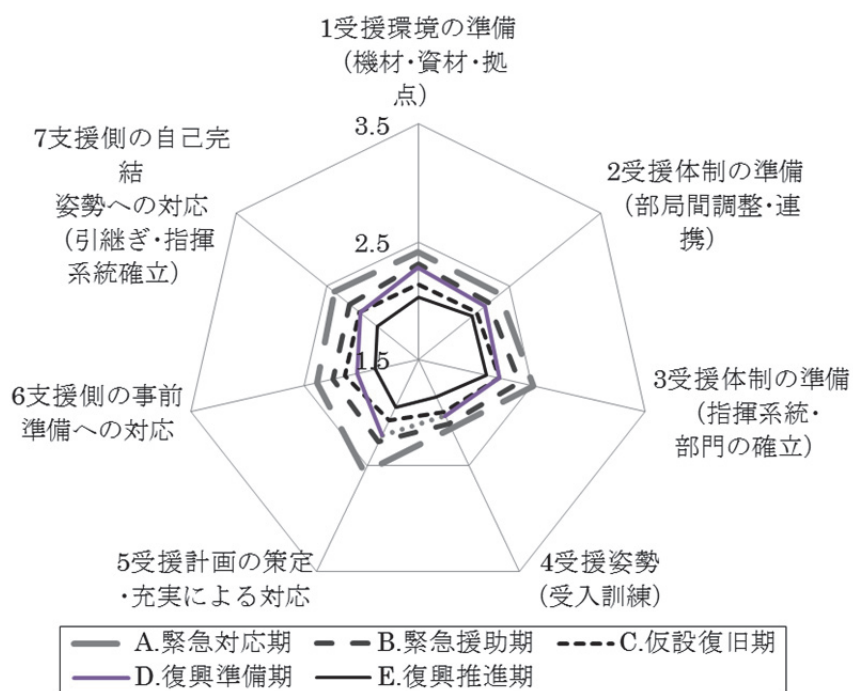 1受援環境の準備
（機材・資材・拠
点）
3.5
7支援側の自己完
結
姿勢への対応
（引継ぎ・指揮
系統確立）
2受援体制の準備
（部局間調整・連
携）
2.5
1.5
6支援側の事前
準備への対応
3受援体制の準備
（指揮系統・
部門の確立）
5受援計画の策定
・充実による対応
4受援姿勢
（受入訓練）
A.緊急対応期 B.緊急援助期 C.仮設復旧期
D.復興準備期 E.復興推進期